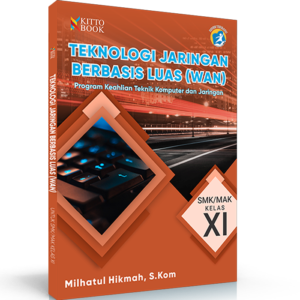 KITTO
BOOK
TEKNOLOGI JARINGAN
BERBASIS LUAS (WAN)
Program Keahlian Teknik Komputer dan Jaringan
SMK/MAK
KELAS
XI
Milhatul Hikmah, S.Kom
TEKNOLOGI JARINGAN BERBASIS LUAS (WAN)